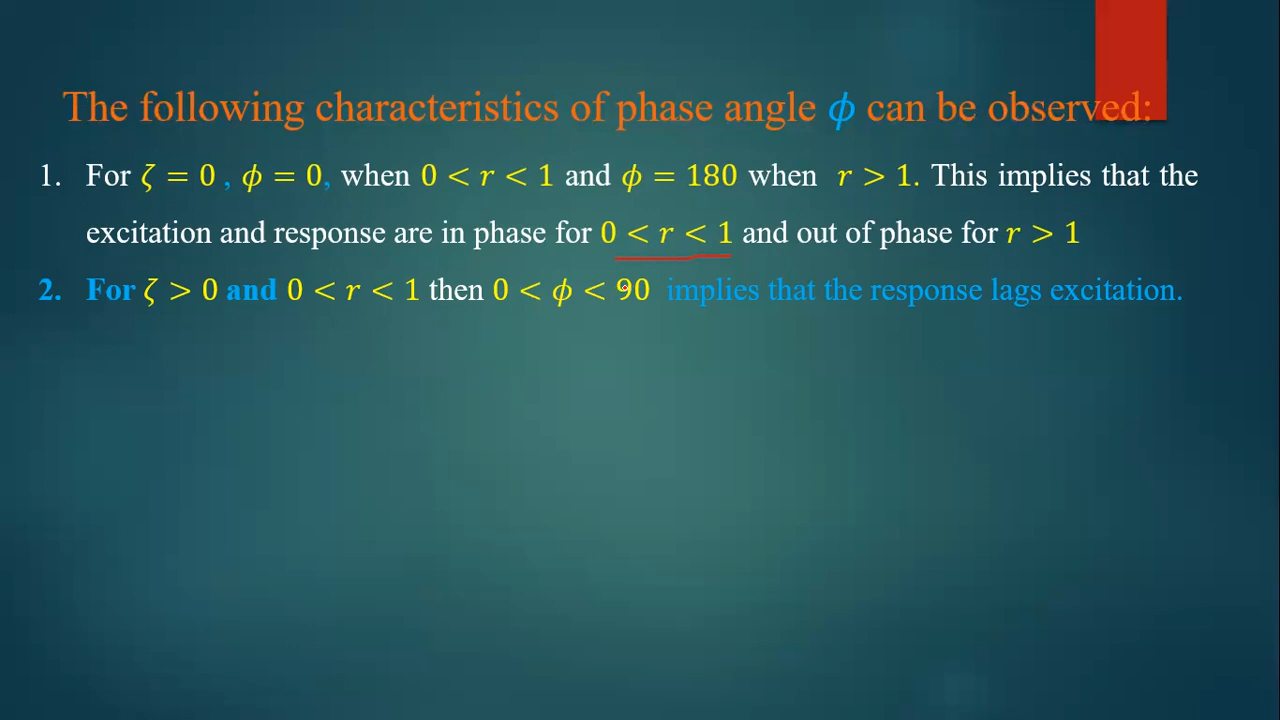 The following characteristics of phase angle ϕ can be observed:
1. For ζ = 0 , ϕ = 0, when 0 < r < 1 and ϕ = 180 when r > 1. This implies that the
excitation and response are in phase for 0 < r < 1 and out of phase for r > 1
2. For ζ > 0 and 0 < r < 1 then 0 < ϕ < 90 implies that the response lags excitation.